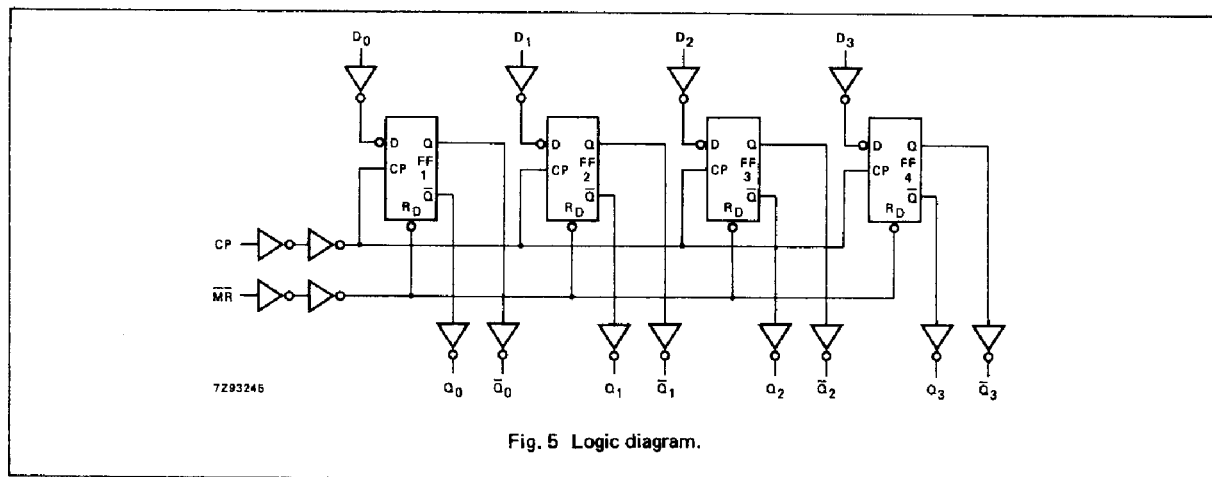 D0 D1 D2 D3
D Q D Q D Q D Q
FF 1 FF 2 FF 3 FF 4
CP CP CP CP
Q̅ Q̅ Q̅ Q̅
RD RD RD RD
CP
M̅R̅
7Z93245
Q0 Q̅0 Q1 Q̅1 Q2 Q̅2 Q3 Q̅3
Fig. 5 Logic diagram.